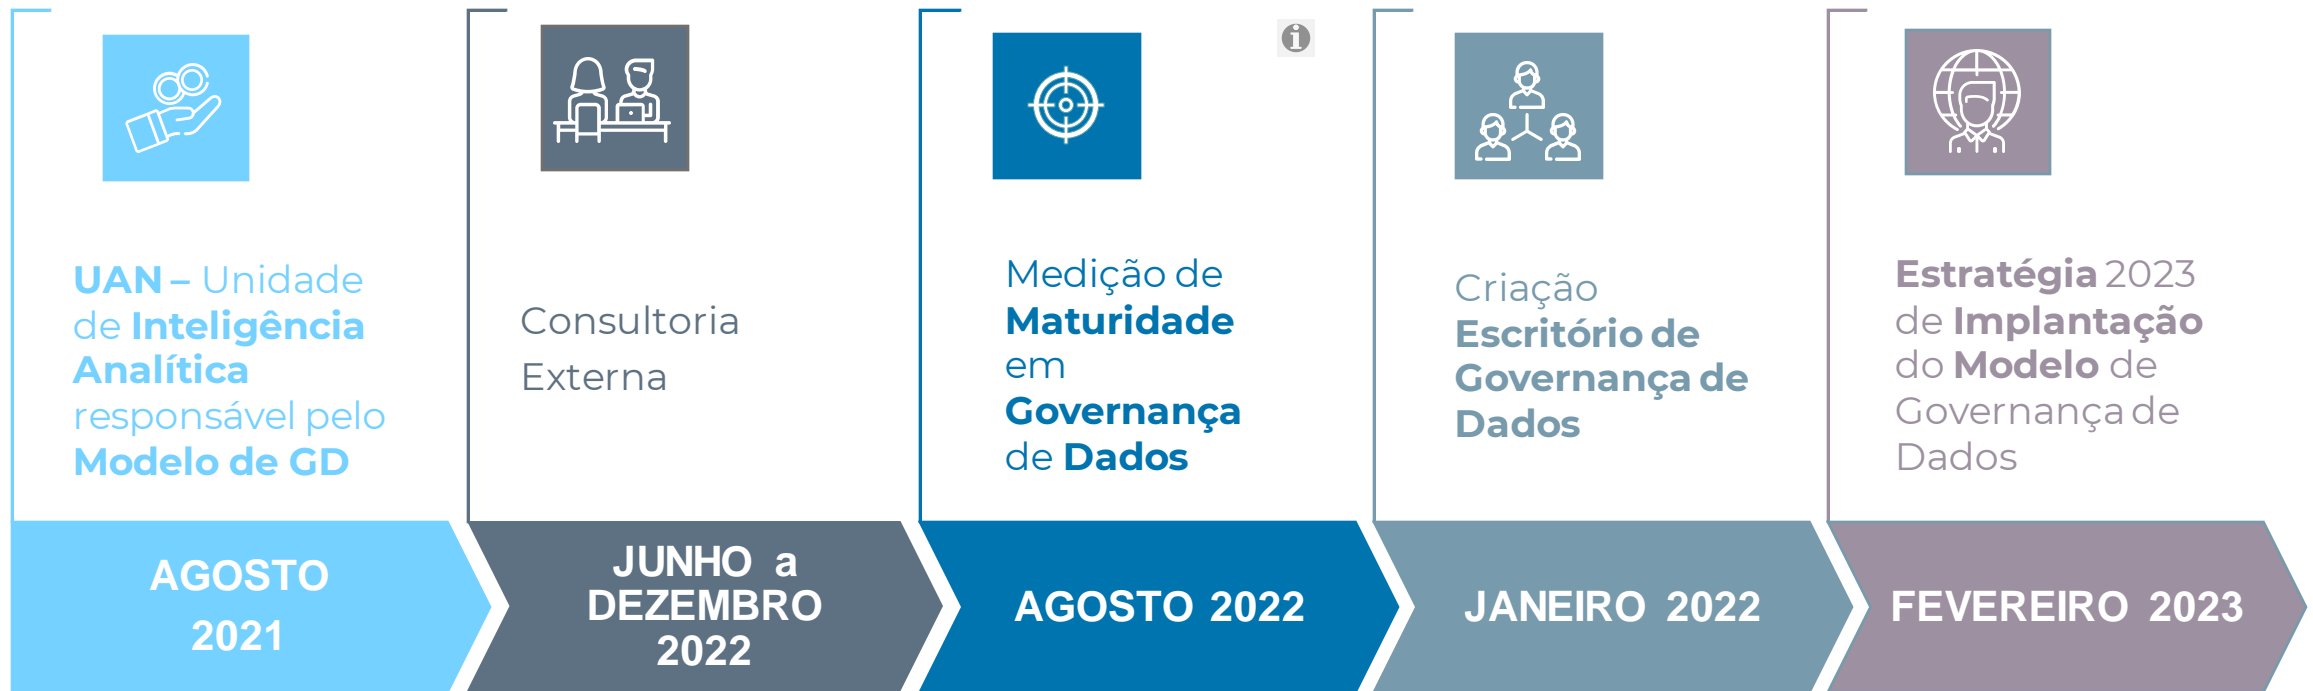 UAN – Unidade
de Inteligência
Analítica
responsável pelo
Modelo de GD
AGOSTO
2021
Consultoria
Externa
JUNHO a
DEZEMBRO
2022
Medição de
Maturidade
em
Governança
de Dados
AGOSTO 2022
Criação
Escritório de
Governança de
Dados
JANEIRO 2022
Estratégia 2023
de Implantação
do Modelo de
Governança de
Dados
FEVEREIRO 2023